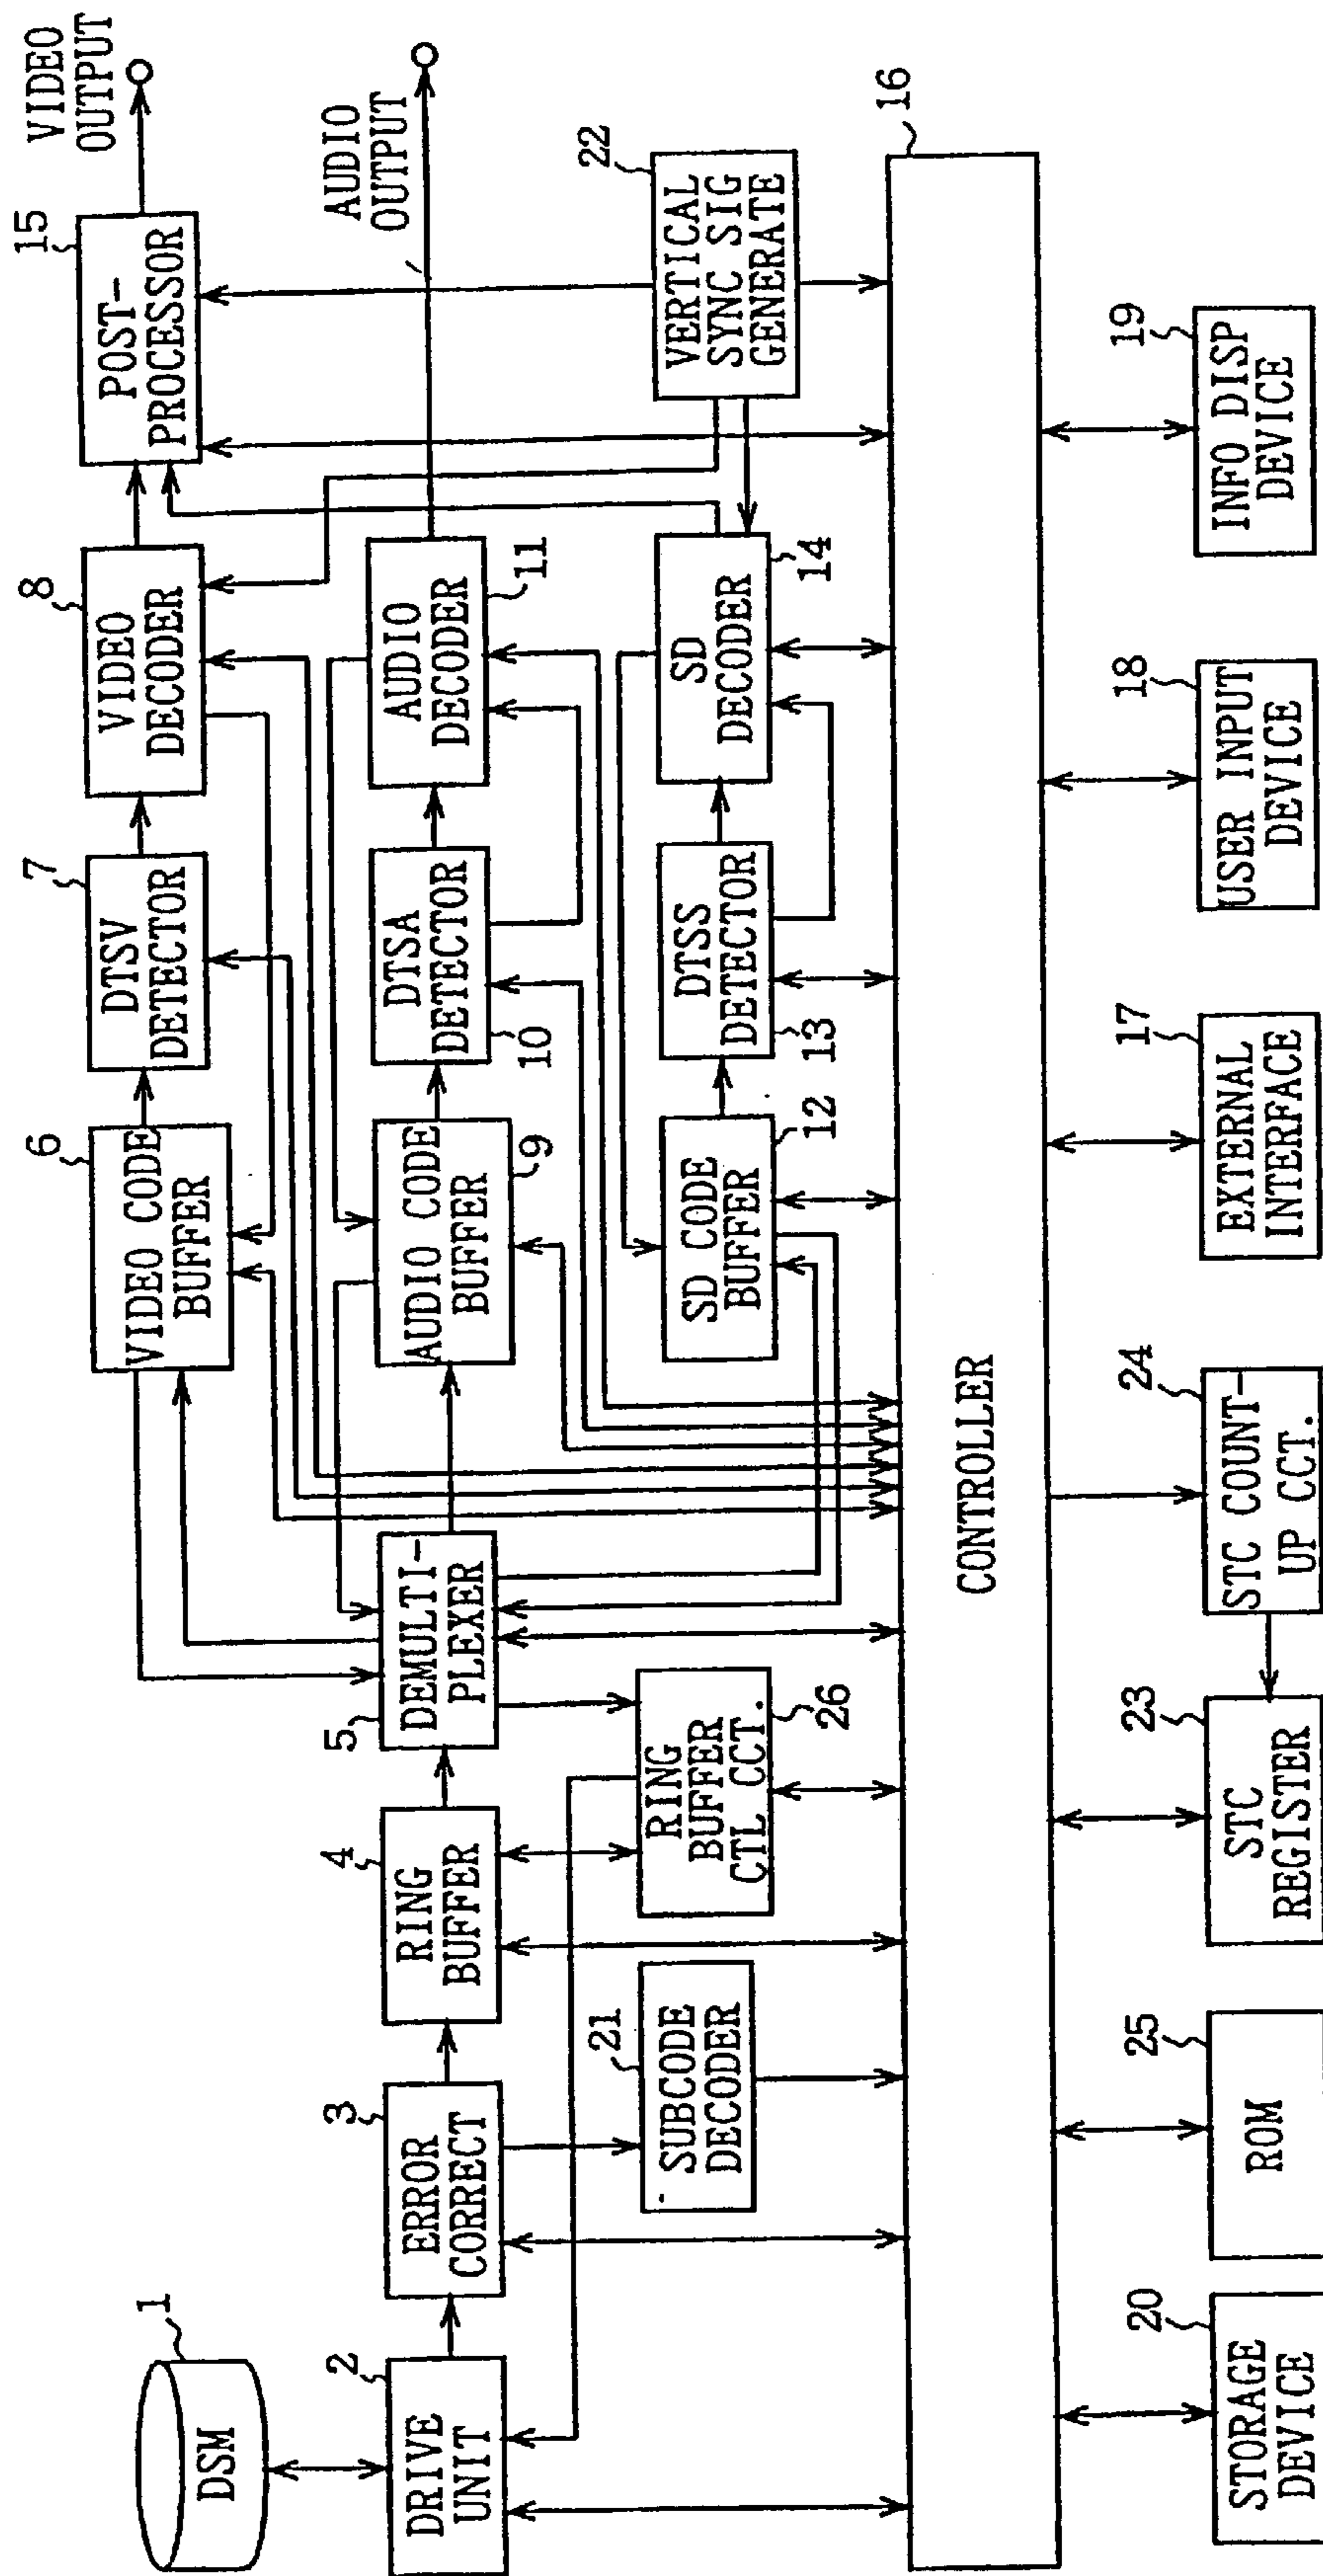 1
DSM
2
DRIVE
UNIT
3
ERROR
CORRECT
4
RING
BUFFER
5
DEMULTI-
PLEXER
6
VIDEO CODE
BUFFER
7
DTSV
DETECTOR
8
VIDEO
DECODER
15
POST-
PROCESSOR
VIDEO
OUTPUT
AUDIO CODE
BUFFER
9
DTSA
DETECTOR
10
AUDIO
DECODER
11
AUDIO
OUTPUT
21
SUBCODE
DECODER
RING
BUFFER
CTL CCT.
26
SD CODE
BUFFER
12
DTSS
DETECTOR
13
SD
DECODER
14
22
VERTICAL
SYNC SIG
GENERATE
16
CONTROLLER
20
STORAGE
DEVICE
25
ROM
23
STC
REGISTER
24
STC COUNT-
UP CCT.
17
EXTERNAL
INTERFACE
18
USER INPUT
DEVICE
19
INFO DISP
DEVICE